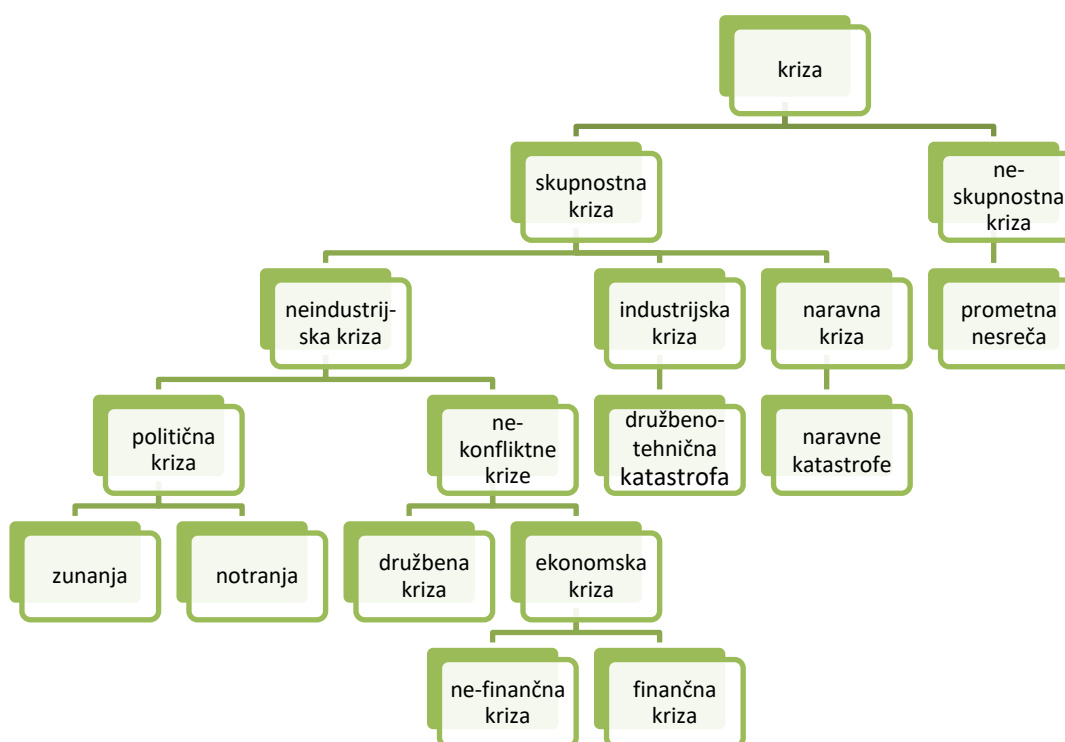 kriza
skupnostna
kriza
ne-
skupnostna
kriza
neindustrij-
ska kriza
industrijska
kriza
naravna
kriza
prometna
nesreča
politična
kriza
ne-
konfliktne
krize
družbeno-
tehnična
katastrofa
naravne
katastrofe
zunanja
notranja
družbena
kriza
ekonomska
kriza
ne-finančna
kriza
finančna
kriza